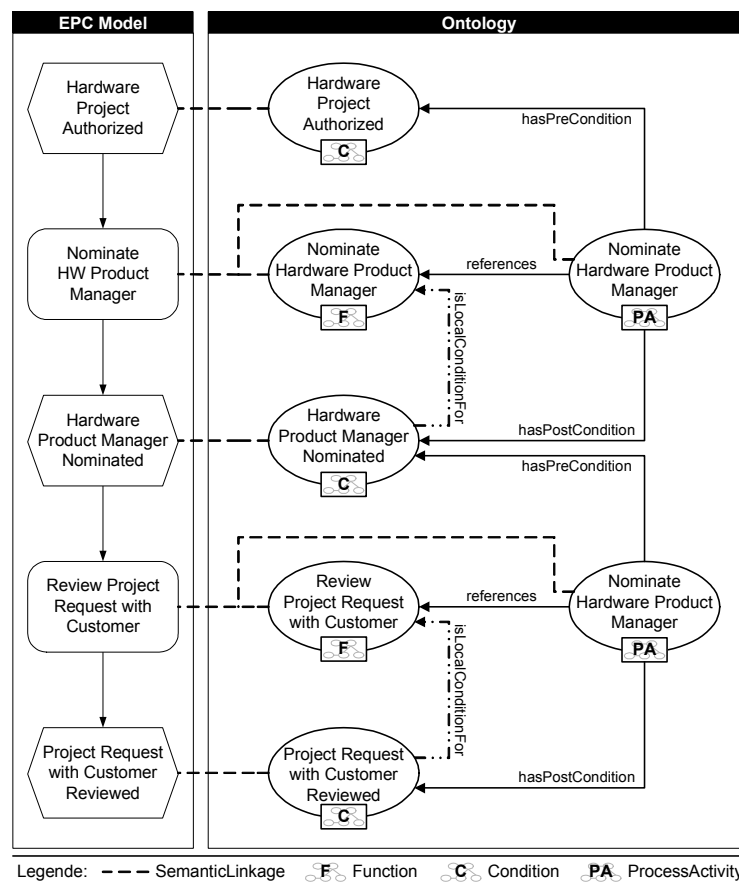 EPC Model
Ontology
Hardware
Project
Authorized
Hardware
Project
Authorized
C
hasPreCondition
Nominate
HW Product
Manager
Nominate
Hardware Product
Manager
F
references
Nominate
Hardware Product
Manager
PA
isLocalConditionFor
Hardware
Product Manager
Nominated
Hardware
Product Manager
Nominated
C
hasPostCondition
hasPreCondition
Review Project
Request with
Customer
Review
Project Request
with Customer
F
references
Nominate
Hardware Product
Manager
PA
isLocalConditionFor
Project Request
with Customer
Reviewed
Project Request
with Customer
Reviewed
C
hasPostCondition
Legende: SemanticLinkage F Function C Condition PA ProcessActivity